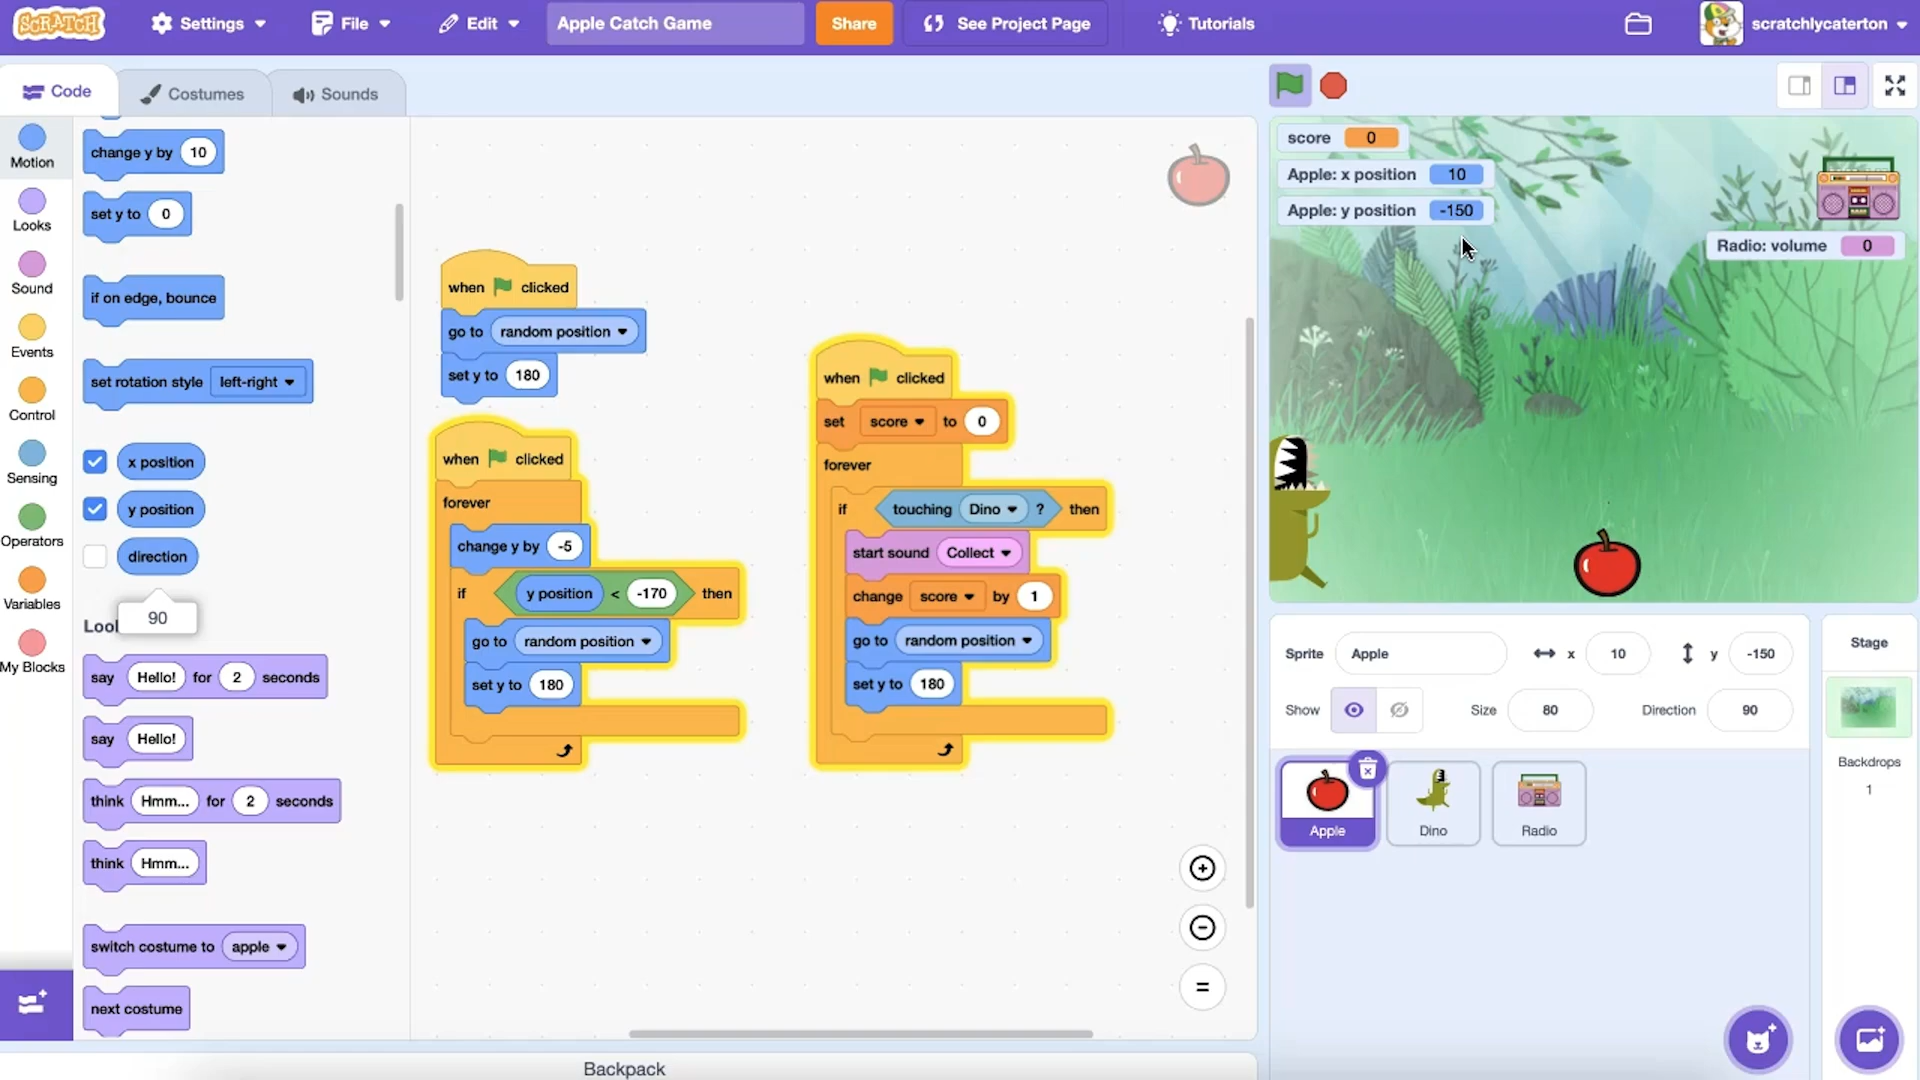 SCRATCH Settings File Edit Apple Catch Game Share See Project Page Tutorials scratchlycaterton
Code Costumes Sounds
Motion
Looks
Sound
Events
Control
Sensing
Operators
Variables
My Blocks
change y by 10
set y to 0
if on edge, bounce
set rotation style left-right
x position
y position
direction
90
say Hello! for 2 seconds
say Hello!
think Hmm... for 2 seconds
think Hmm...
switch costume to apple
next costume
when clicked
go to random position
set y to 180
when clicked
forever
change y by -5
if y position < -170 then
go to random position
set y to 180
when clicked
set score to 0
forever
if touching Dino ? then
start sound Collect
change score by 1
go to random position
set y to 180
=
Backpack
score 0
Apple: x position 10
Apple: y position -150
Radio: volume 0
Sprite Apple x 10 y -150
Show Size 80 Direction 90
Apple
Dino
Radio
Stage
Backdrops
1